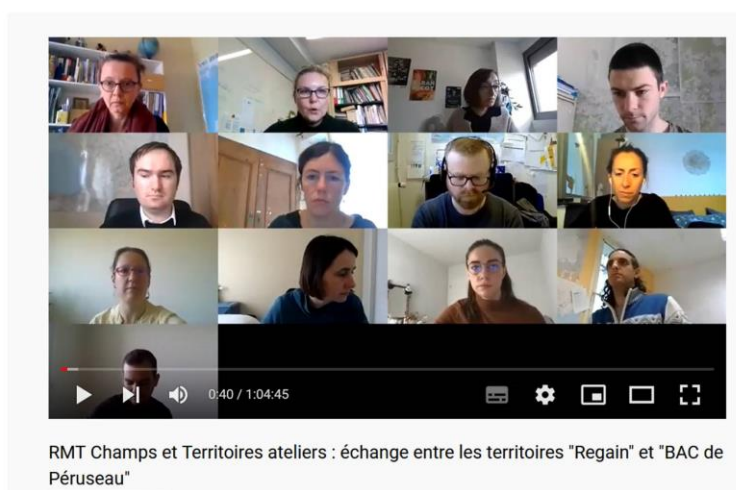 0:40 / 1:04:45
RMT Champs et Territoires ateliers : échange entre les territoires "Regain" et "BAC de
Péruseau"